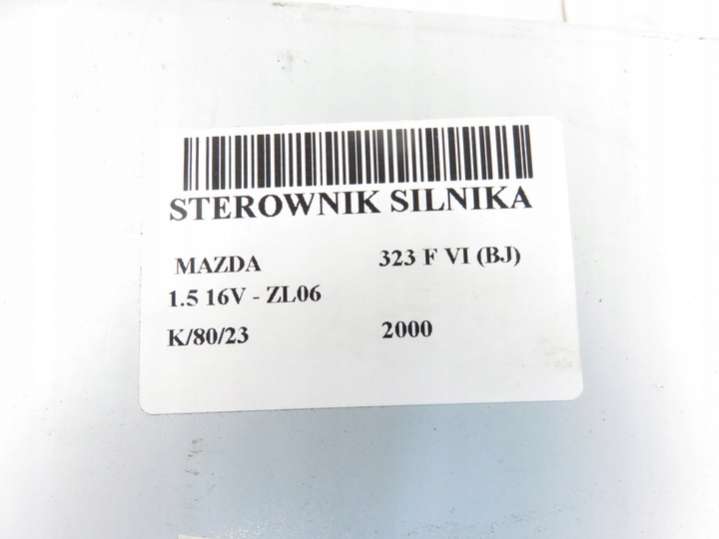 STEROWNIK SILNIKA
MAZDA 323 F VI (BJ)
1.5 16V - ZL06
K/80/23 2000